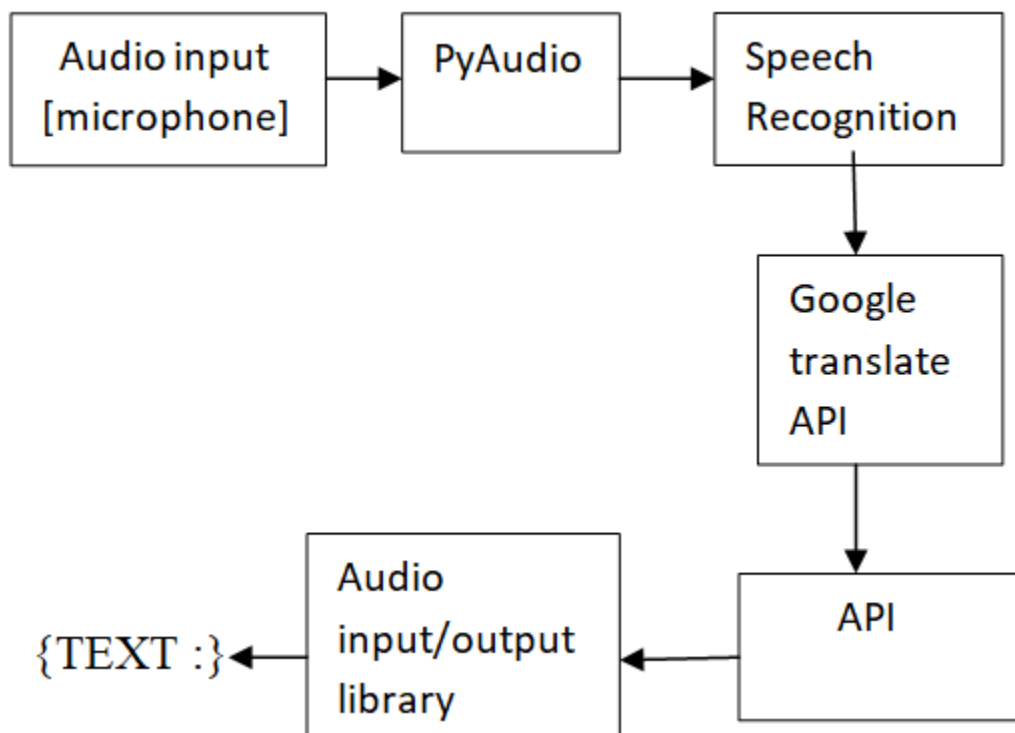 Audio input
[microphone]
PyAudio
Speech
Recognition
Google
translate
API
API
Audio
input/output
library
{TEXT :}